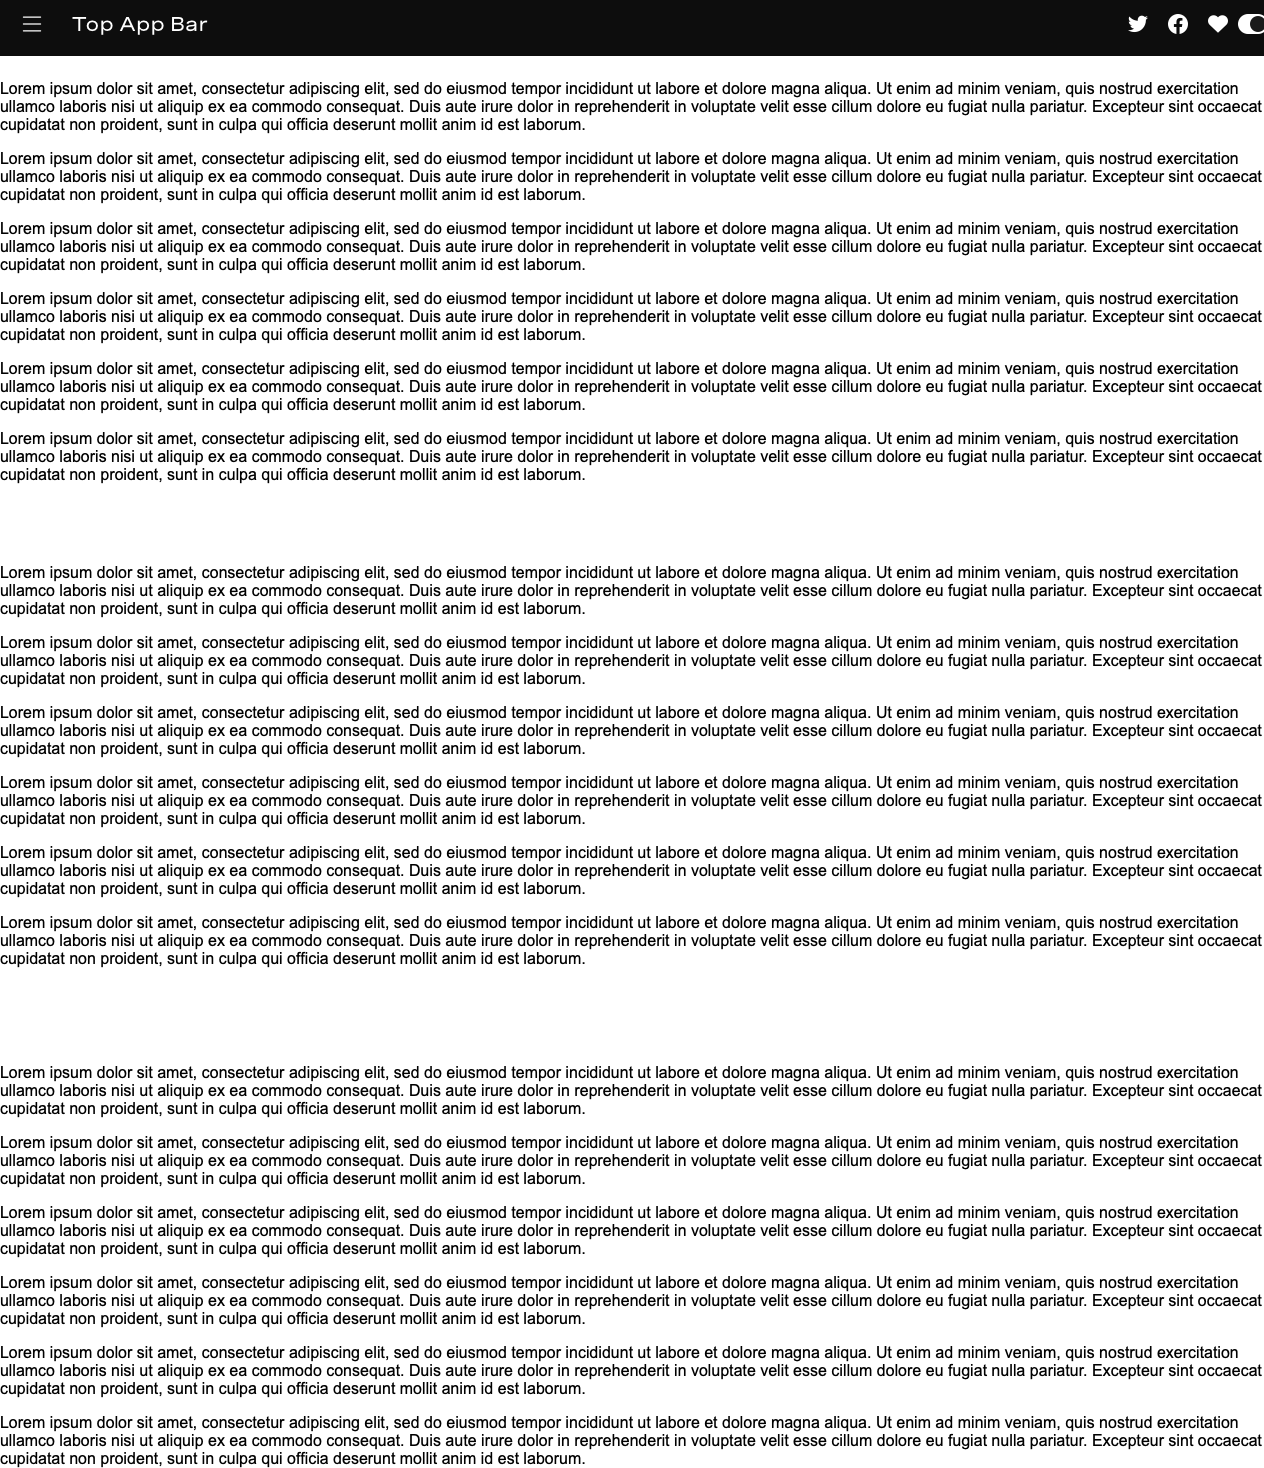 Top App Bar
Lorem ipsum dolor sit amet, consectetur adipiscing elit, sed do eiusmod tempor incididunt ut labore et dolore magna aliqua. Ut enim ad minim veniam, quis nostrud exercitation
ullamco laboris nisi ut aliquip ex ea commodo consequat. Duis aute irure dolor in reprehenderit in voluptate velit esse cillum dolore eu fugiat nulla pariatur. Excepteur sint occaecat
cupidatat non proident, sunt in culpa qui officia deserunt mollit anim id est laborum.
Lorem ipsum dolor sit amet, consectetur adipiscing elit, sed do eiusmod tempor incididunt ut labore et dolore magna aliqua. Ut enim ad minim veniam, quis nostrud exercitation
ullamco laboris nisi ut aliquip ex ea commodo consequat. Duis aute irure dolor in reprehenderit in voluptate velit esse cillum dolore eu fugiat nulla pariatur. Excepteur sint occaecat
cupidatat non proident, sunt in culpa qui officia deserunt mollit anim id est laborum.
Lorem ipsum dolor sit amet, consectetur adipiscing elit, sed do eiusmod tempor incididunt ut labore et dolore magna aliqua. Ut enim ad minim veniam, quis nostrud exercitation
ullamco laboris nisi ut aliquip ex ea commodo consequat. Duis aute irure dolor in reprehenderit in voluptate velit esse cillum dolore eu fugiat nulla pariatur. Excepteur sint occaecat
cupidatat non proident, sunt in culpa qui officia deserunt mollit anim id est laborum.
Lorem ipsum dolor sit amet, consectetur adipiscing elit, sed do eiusmod tempor incididunt ut labore et dolore magna aliqua. Ut enim ad minim veniam, quis nostrud exercitation
ullamco laboris nisi ut aliquip ex ea commodo consequat. Duis aute irure dolor in reprehenderit in voluptate velit esse cillum dolore eu fugiat nulla pariatur. Excepteur sint occaecat
cupidatat non proident, sunt in culpa qui officia deserunt mollit anim id est laborum.
Lorem ipsum dolor sit amet, consectetur adipiscing elit, sed do eiusmod tempor incididunt ut labore et dolore magna aliqua. Ut enim ad minim veniam, quis nostrud exercitation
ullamco laboris nisi ut aliquip ex ea commodo consequat. Duis aute irure dolor in reprehenderit in voluptate velit esse cillum dolore eu fugiat nulla pariatur. Excepteur sint occaecat
cupidatat non proident, sunt in culpa qui officia deserunt mollit anim id est laborum.
Lorem ipsum dolor sit amet, consectetur adipiscing elit, sed do eiusmod tempor incididunt ut labore et dolore magna aliqua. Ut enim ad minim veniam, quis nostrud exercitation
ullamco laboris nisi ut aliquip ex ea commodo consequat. Duis aute irure dolor in reprehenderit in voluptate velit esse cillum dolore eu fugiat nulla pariatur. Excepteur sint occaecat
cupidatat non proident, sunt in culpa qui officia deserunt mollit anim id est laborum.
Lorem ipsum dolor sit amet, consectetur adipiscing elit, sed do eiusmod tempor incididunt ut labore et dolore magna aliqua. Ut enim ad minim veniam, quis nostrud exercitation
ullamco laboris nisi ut aliquip ex ea commodo consequat. Duis aute irure dolor in reprehenderit in voluptate velit esse cillum dolore eu fugiat nulla pariatur. Excepteur sint occaecat
cupidatat non proident, sunt in culpa qui officia deserunt mollit anim id est laborum.
Lorem ipsum dolor sit amet, consectetur adipiscing elit, sed do eiusmod tempor incididunt ut labore et dolore magna aliqua. Ut enim ad minim veniam, quis nostrud exercitation
ullamco laboris nisi ut aliquip ex ea commodo consequat. Duis aute irure dolor in reprehenderit in voluptate velit esse cillum dolore eu fugiat nulla pariatur. Excepteur sint occaecat
cupidatat non proident, sunt in culpa qui officia deserunt mollit anim id est laborum.
Lorem ipsum dolor sit amet, consectetur adipiscing elit, sed do eiusmod tempor incididunt ut labore et dolore magna aliqua. Ut enim ad minim veniam, quis nostrud exercitation
ullamco laboris nisi ut aliquip ex ea commodo consequat. Duis aute irure dolor in reprehenderit in voluptate velit esse cillum dolore eu fugiat nulla pariatur. Excepteur sint occaecat
cupidatat non proident, sunt in culpa qui officia deserunt mollit anim id est laborum.
Lorem ipsum dolor sit amet, consectetur adipiscing elit, sed do eiusmod tempor incididunt ut labore et dolore magna aliqua. Ut enim ad minim veniam, quis nostrud exercitation
ullamco laboris nisi ut aliquip ex ea commodo consequat. Duis aute irure dolor in reprehenderit in voluptate velit esse cillum dolore eu fugiat nulla pariatur. Excepteur sint occaecat
cupidatat non proident, sunt in culpa qui officia deserunt mollit anim id est laborum.
Lorem ipsum dolor sit amet, consectetur adipiscing elit, sed do eiusmod tempor incididunt ut labore et dolore magna aliqua. Ut enim ad minim veniam, quis nostrud exercitation
ullamco laboris nisi ut aliquip ex ea commodo consequat. Duis aute irure dolor in reprehenderit in voluptate velit esse cillum dolore eu fugiat nulla pariatur. Excepteur sint occaecat
cupidatat non proident, sunt in culpa qui officia deserunt mollit anim id est laborum.
Lorem ipsum dolor sit amet, consectetur adipiscing elit, sed do eiusmod tempor incididunt ut labore et dolore magna aliqua. Ut enim ad minim veniam, quis nostrud exercitation
ullamco laboris nisi ut aliquip ex ea commodo consequat. Duis aute irure dolor in reprehenderit in voluptate velit esse cillum dolore eu fugiat nulla pariatur. Excepteur sint occaecat
cupidatat non proident, sunt in culpa qui officia deserunt mollit anim id est laborum.
Lorem ipsum dolor sit amet, consectetur adipiscing elit, sed do eiusmod tempor incididunt ut labore et dolore magna aliqua. Ut enim ad minim veniam, quis nostrud exercitation
ullamco laboris nisi ut aliquip ex ea commodo consequat. Duis aute irure dolor in reprehenderit in voluptate velit esse cillum dolore eu fugiat nulla pariatur. Excepteur sint occaecat
cupidatat non proident, sunt in culpa qui officia deserunt mollit anim id est laborum.
Lorem ipsum dolor sit amet, consectetur adipiscing elit, sed do eiusmod tempor incididunt ut labore et dolore magna aliqua. Ut enim ad minim veniam, quis nostrud exercitation
ullamco laboris nisi ut aliquip ex ea commodo consequat. Duis aute irure dolor in reprehenderit in voluptate velit esse cillum dolore eu fugiat nulla pariatur. Excepteur sint occaecat
cupidatat non proident, sunt in culpa qui officia deserunt mollit anim id est laborum.
Lorem ipsum dolor sit amet, consectetur adipiscing elit, sed do eiusmod tempor incididunt ut labore et dolore magna aliqua. Ut enim ad minim veniam, quis nostrud exercitation
ullamco laboris nisi ut aliquip ex ea commodo consequat. Duis aute irure dolor in reprehenderit in voluptate velit esse cillum dolore eu fugiat nulla pariatur. Excepteur sint occaecat
cupidatat non proident, sunt in culpa qui officia deserunt mollit anim id est laborum.
Lorem ipsum dolor sit amet, consectetur adipiscing elit, sed do eiusmod tempor incididunt ut labore et dolore magna aliqua. Ut enim ad minim veniam, quis nostrud exercitation
ullamco laboris nisi ut aliquip ex ea commodo consequat. Duis aute irure dolor in reprehenderit in voluptate velit esse cillum dolore eu fugiat nulla pariatur. Excepteur sint occaecat
cupidatat non proident, sunt in culpa qui officia deserunt mollit anim id est laborum.
Lorem ipsum dolor sit amet, consectetur adipiscing elit, sed do eiusmod tempor incididunt ut labore et dolore magna aliqua. Ut enim ad minim veniam, quis nostrud exercitation
ullamco laboris nisi ut aliquip ex ea commodo consequat. Duis aute irure dolor in reprehenderit in voluptate velit esse cillum dolore eu fugiat nulla pariatur. Excepteur sint occaecat
cupidatat non proident, sunt in culpa qui officia deserunt mollit anim id est laborum.
Lorem ipsum dolor sit amet, consectetur adipiscing elit, sed do eiusmod tempor incididunt ut labore et dolore magna aliqua. Ut enim ad minim veniam, quis nostrud exercitation
ullamco laboris nisi ut aliquip ex ea commodo consequat. Duis aute irure dolor in reprehenderit in voluptate velit esse cillum dolore eu fugiat nulla pariatur. Excepteur sint occaecat
cupidatat non proident, sunt in culpa qui officia deserunt mollit anim id est laborum.